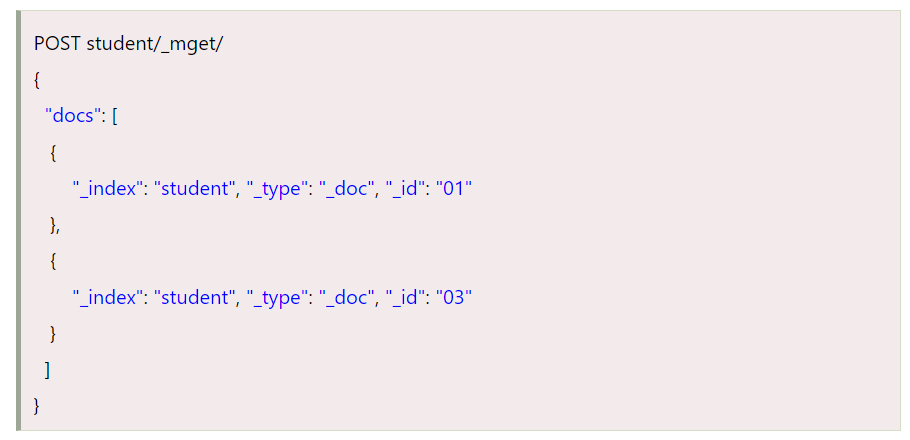 POST student/_mget/
{
"docs": [
{
"_index": "student", "_type": "_doc", "_id": "01"
},
{
"_index": "student", "_type": "_doc", "_id": "03"
}
]
}